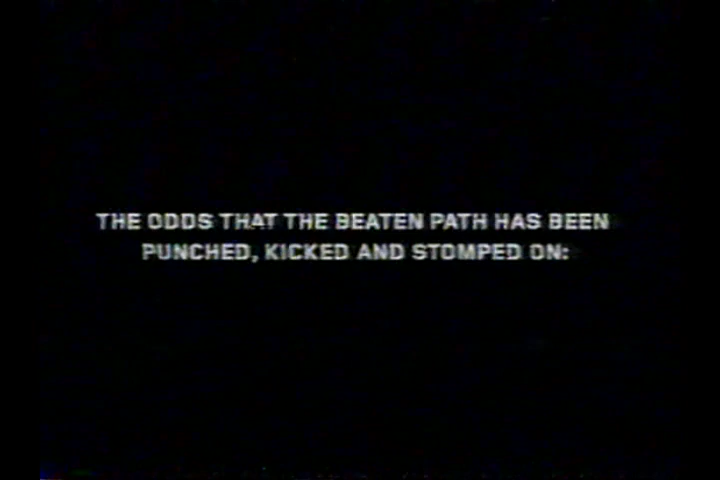 THE ODDS THAT THE BEATEN PATH HAS BEEN
PUNCHED, KICKED AND STOMPED ON: